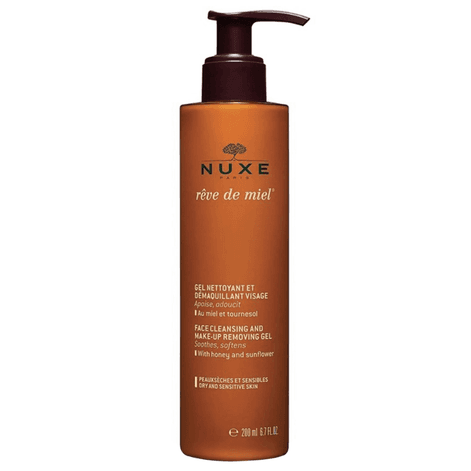 NUXE
PARIS
rêve de miel®
GEL NETTOYANT ET
DÉMAQUILLANT VISAGE
Apaise, adoucit
Au miel et tournesol
FACE CLEANSING AND
MAKE-UP REMOVING GEL
Soothes, softens
With honey and sunflower
PEAUX SÈCHES ET SENSIBLES
DRY AND SENSITIVE SKIN
℮ 200 ml 6.7 FL.OZ.